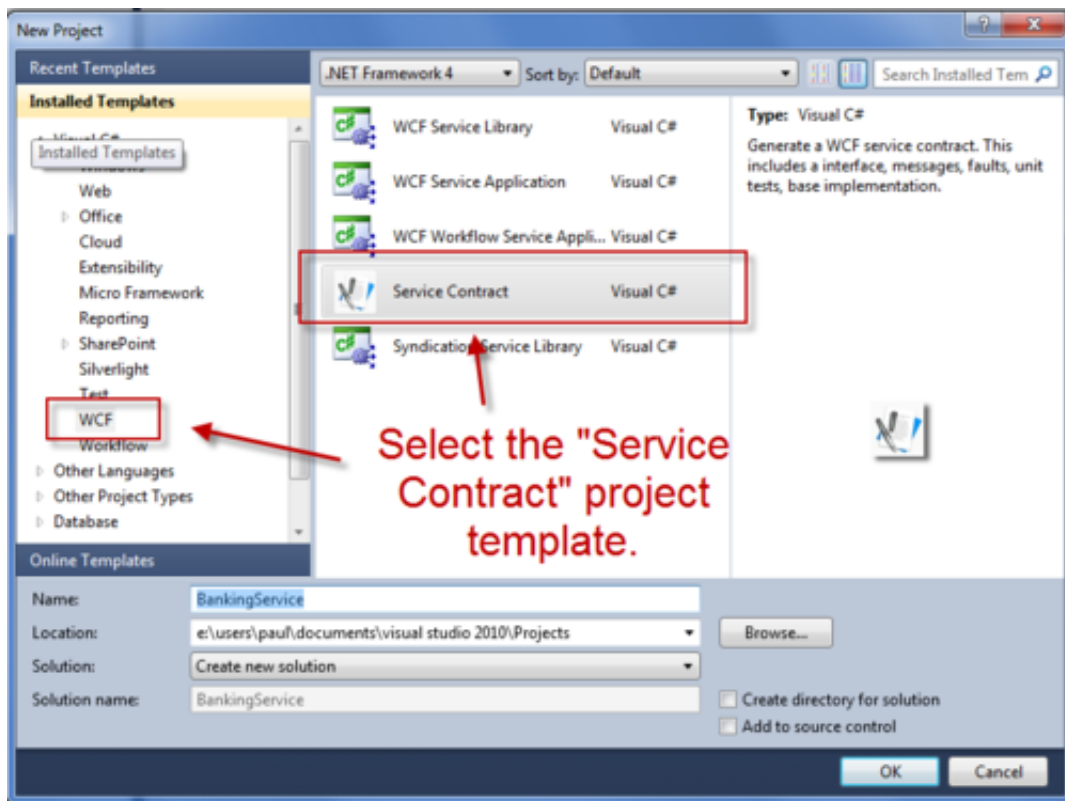 New Project
Recent Templates
Installed Templates
Visual C#
Installed Templates
Windows
Web
Office
Cloud
Extensibility
Micro Framework
Reporting
SharePoint
Silverlight
Test
WCF
Workflow
Other Languages
Other Project Types
Database
Online Templates
.NET Framework 4 Sort by: Default Search Installed Tem
WCF Service Library Visual C#
WCF Service Application Visual C#
WCF Workflow Service Appli... Visual C#
Service Contract Visual C#
Syndication Service Library Visual C#
Type: Visual C#
Generate a WCF service contract. This
includes a interface, messages, faults, unit
tests, base implementation.
Select the "Service
Contract" project
template.
Name: BankingService
Location: e:\users\paul\documents\visual studio 2010\Projects Browse...
Solution: Create new solution
Solution name: BankingService
Create directory for solution
Add to source control
OK Cancel